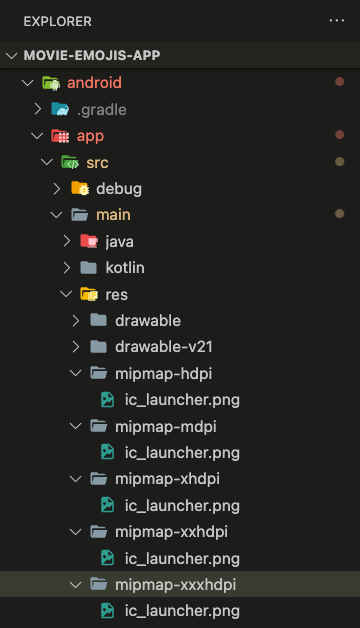 EXPLORER ...
MOVIE-EMOJIS-APP
android
.gradle
app
src
debug
main
java
kotlin
res
drawable
drawable-v21
mipmap-hdpi
ic_launcher.png
mipmap-mdpi
ic_launcher.png
mipmap-xhdpi
ic_launcher.png
mipmap-xxhdpi
ic_launcher.png
mipmap-xxxhdpi
ic_launcher.png